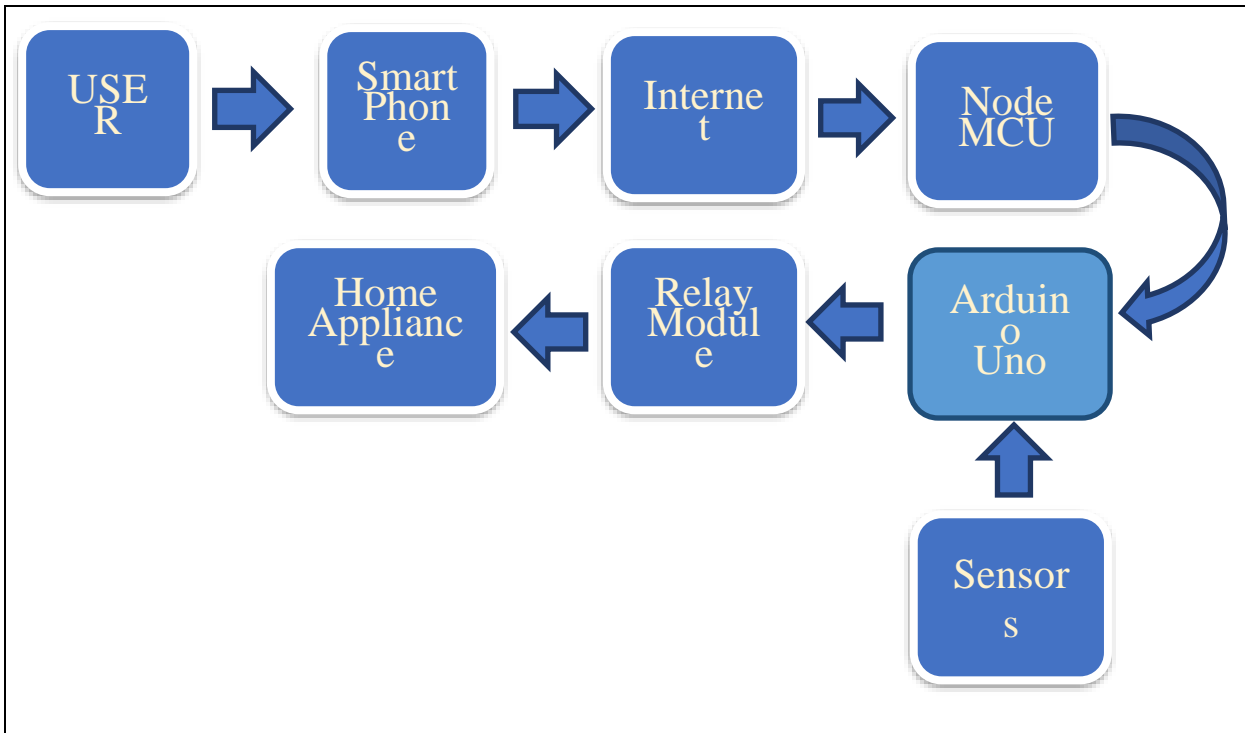 USE
R
Smart
Phon
e
Interne
t
Node
MCU
Home
Applianc
e
Relay
Modul
e
Arduin
o
Uno
Sensor
s